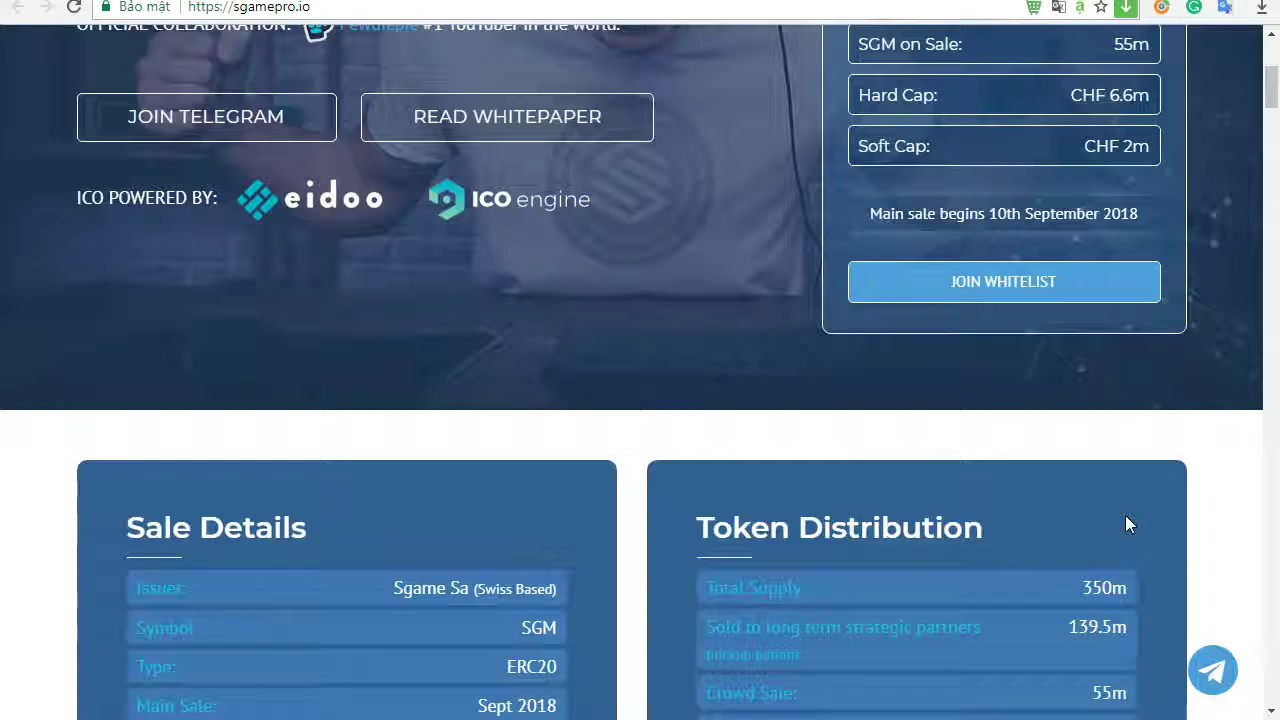 Bảo mật https://sgamepro.io
OFFICIAL COLLABORATION: Pewdiepie #1 YouTuber in the world.
SGM on Sale: 55m
Hard Cap: CHF 6.6m
JOIN TELEGRAM READ WHITEPAPER
Soft Cap: CHF 2m
ICO POWERED BY: eidoo ICO engine
Main sale begins 10th September 2018
JOIN WHITELIST
Sale Details
Issuer: Sgame Sa (Swiss Based)
Symbol SGM
Type: ERC20
Main Sale: Sept 2018
Token Distribution
Total Supply 350m
Sold to long term strategic partners 139.5m
Crowd Sale: 55m